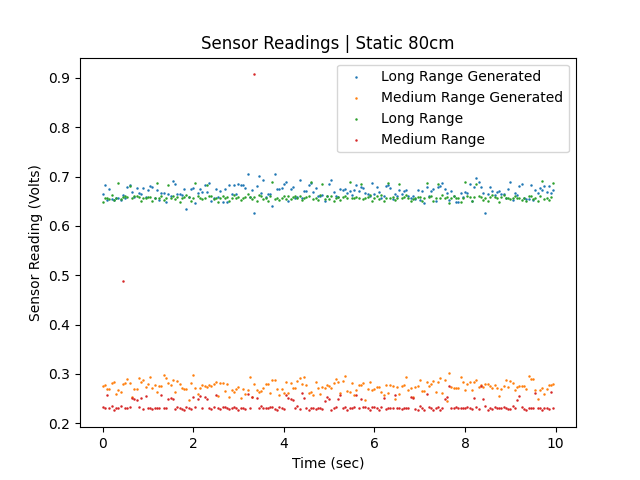 Sensor Readings | Static 80cm
Long Range Generated
Medium Range Generated
Long Range
Medium Range
Sensor Reading (Volts)
0.9
0.8
0.7
0.6
0.5
0.4
0.3
0.2
0 2 4 6 8 10
Time (sec)